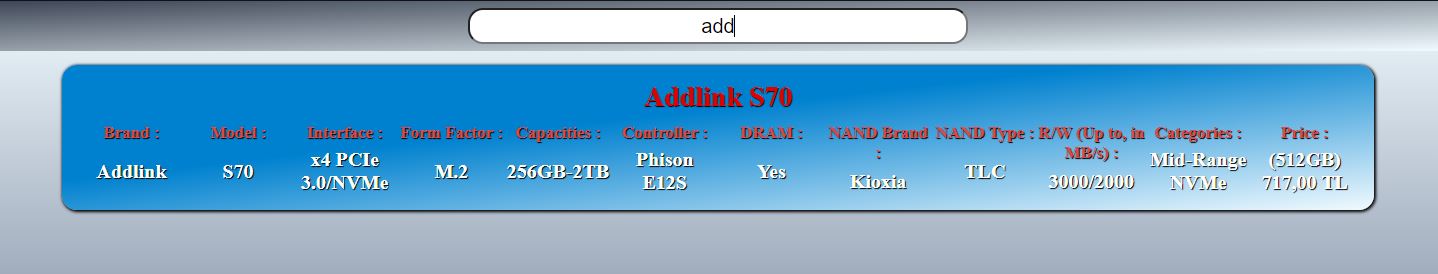 add
Addlink S70
Brand : Model : Interface : Form Factor : Capacities : Controller : DRAM : NAND Brand : NAND Type : R/W (Up to, in MB/s) : Categories : Price :
Addlink S70 x4 PCIe 3.0/NVMe M.2 256GB-2TB Phison E12S Yes Kioxia TLC 3000/2000 Mid-Range NVMe (512GB) 717,00 TL